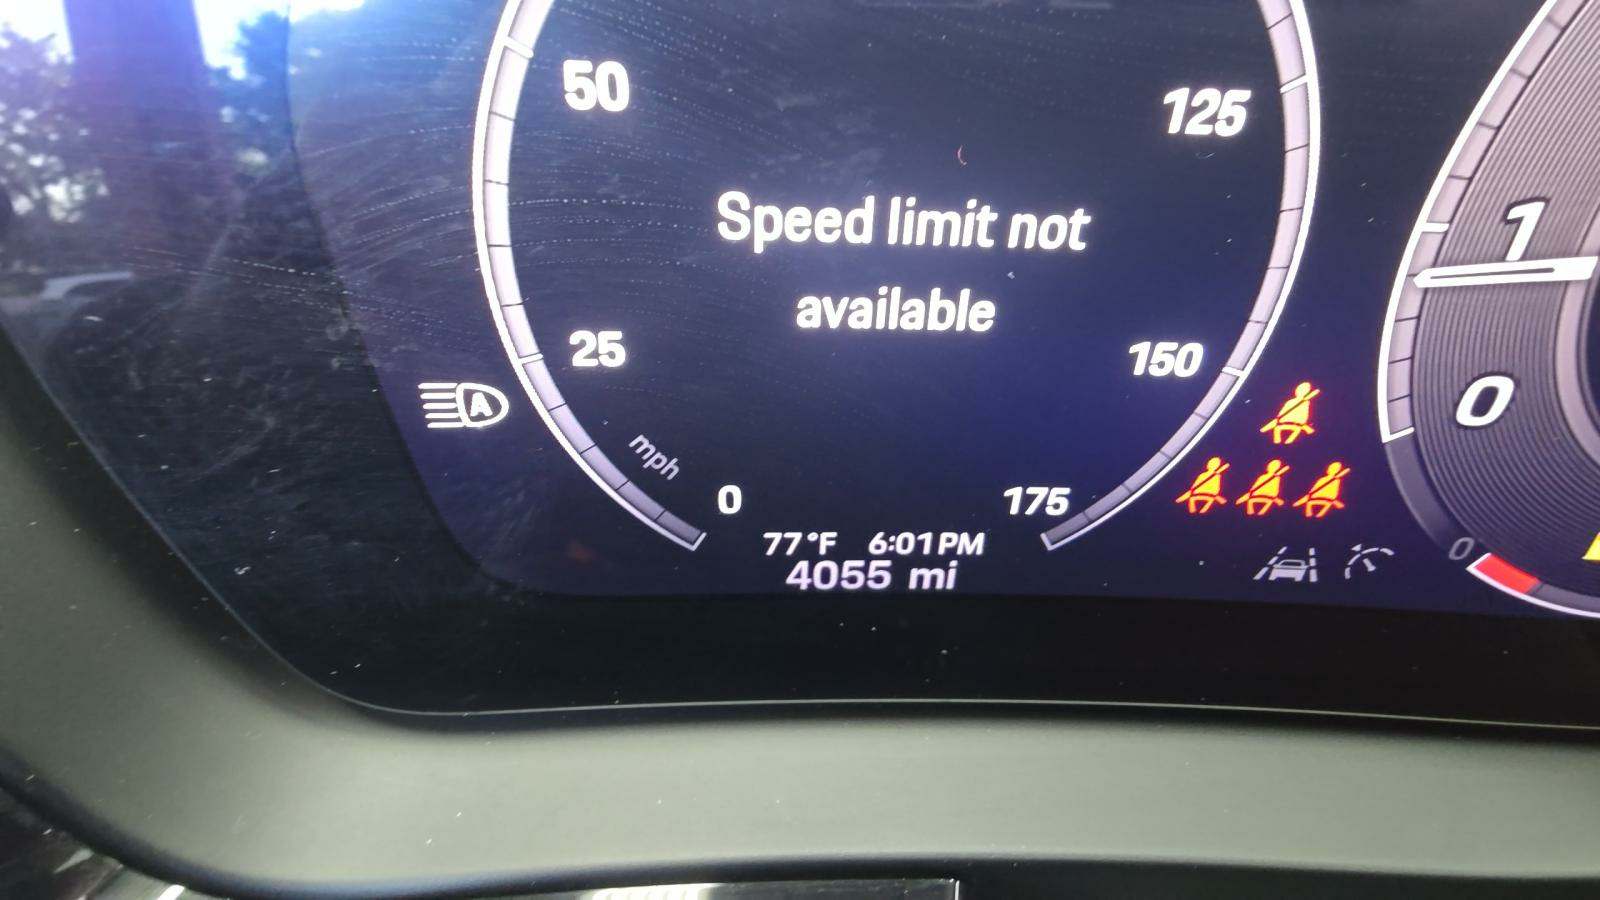 50
125
Speed limit not
available
25
150
A
mph
0
175
77°F 6:01PM
4055 mi
1
0
0